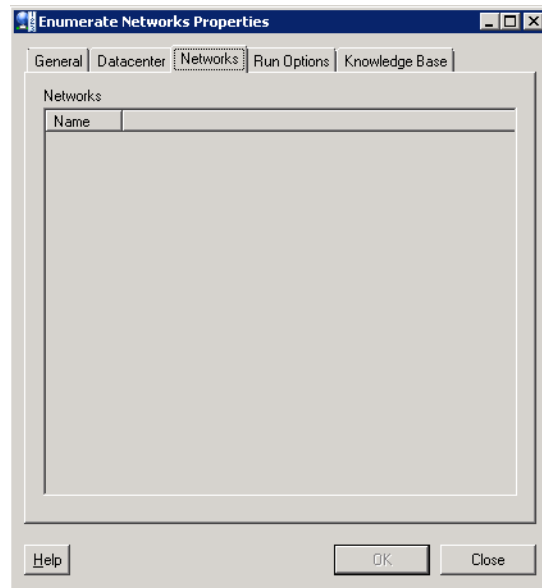 Enumerate Networks Properties
General Datacenter Networks Run Options Knowledge Base
Networks
Name
Help OK Close